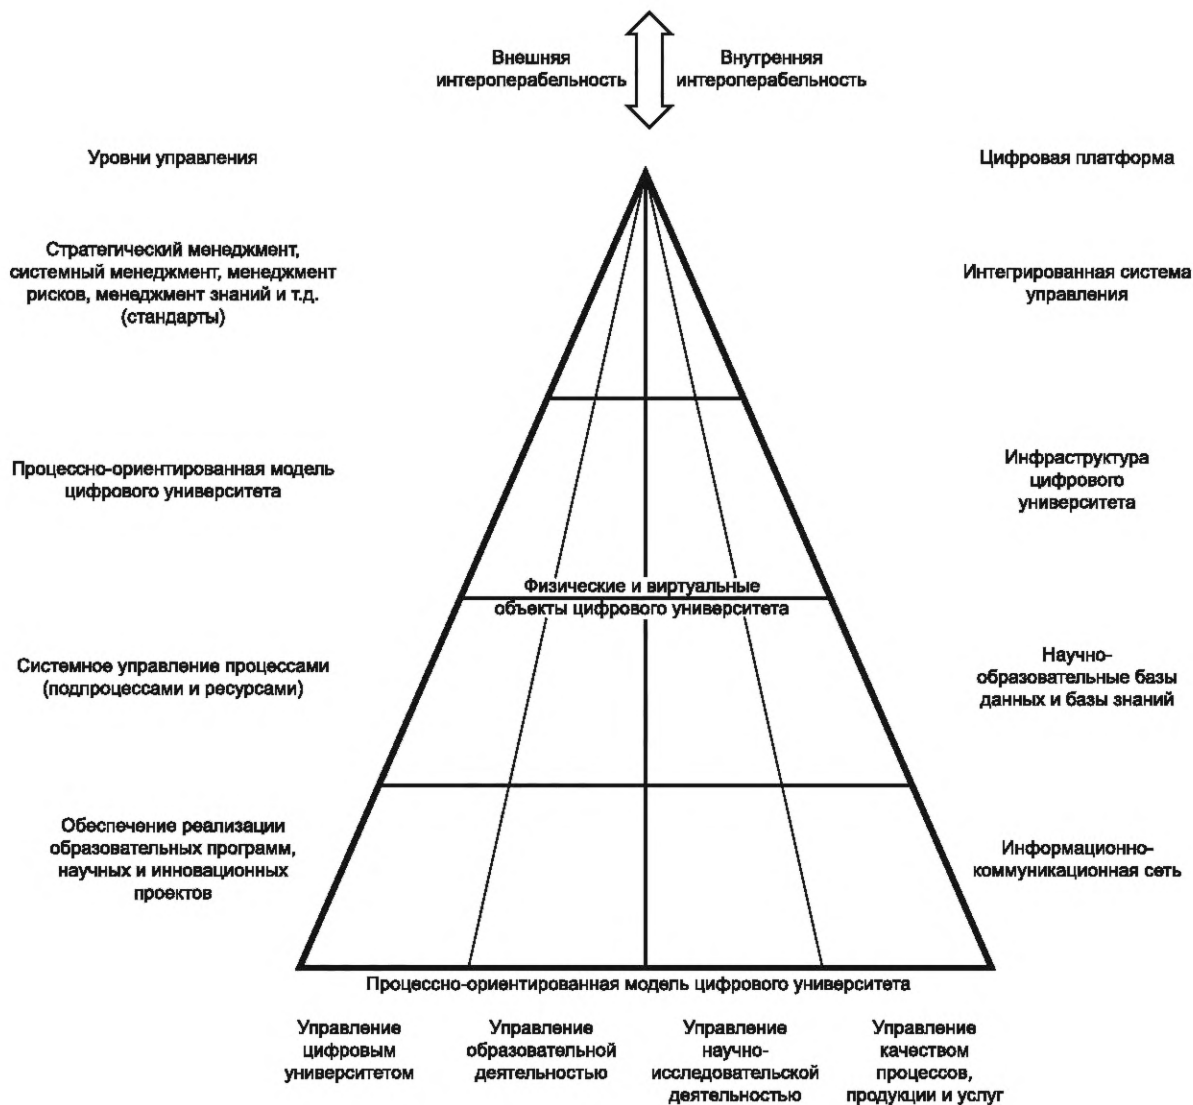 Внешняя
интероперабельность
Внутренняя
интероперабельность
Уровни управления
Цифровая платформа
Стратегический менеджмент,
системный менеджмент, менеджмент
рисков, менеджмент знаний и т.д.
(стандарты)
Интегрированная система
управления
Процессно-ориентированная модель
цифрового университета
Инфраструктура
цифрового
университета
Физические и виртуальные
объекты цифрового университета
Системное управление процессами
(подпроцессами и ресурсами)
Научно-
образовательные базы
данных и базы знаний
Обеспечение реализации
образовательных программ,
научных и инновационных
проектов
Информационно-
коммуникационная сеть
Процессно-ориентированная модель цифрового университета
Управление
цифровым
университетом
Управление
образовательной
деятельностью
Управление
научно-
исследовательской
деятельностью
Управление
качеством
процессов,
продукции и услуг